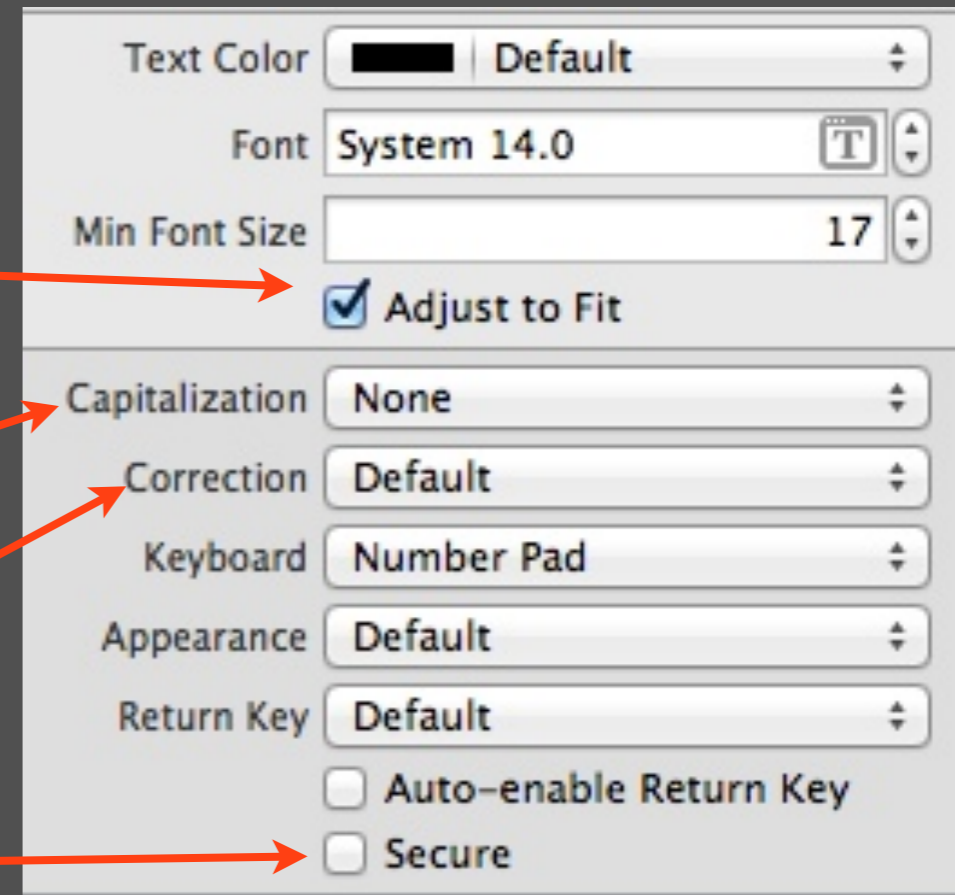 Text Color Default
Font System 14.0 T
Min Font Size 17
Adjust to Fit
Capitalization None
Correction Default
Keyboard Number Pad
Appearance Default
Return Key Default
Auto-enable Return Key
Secure